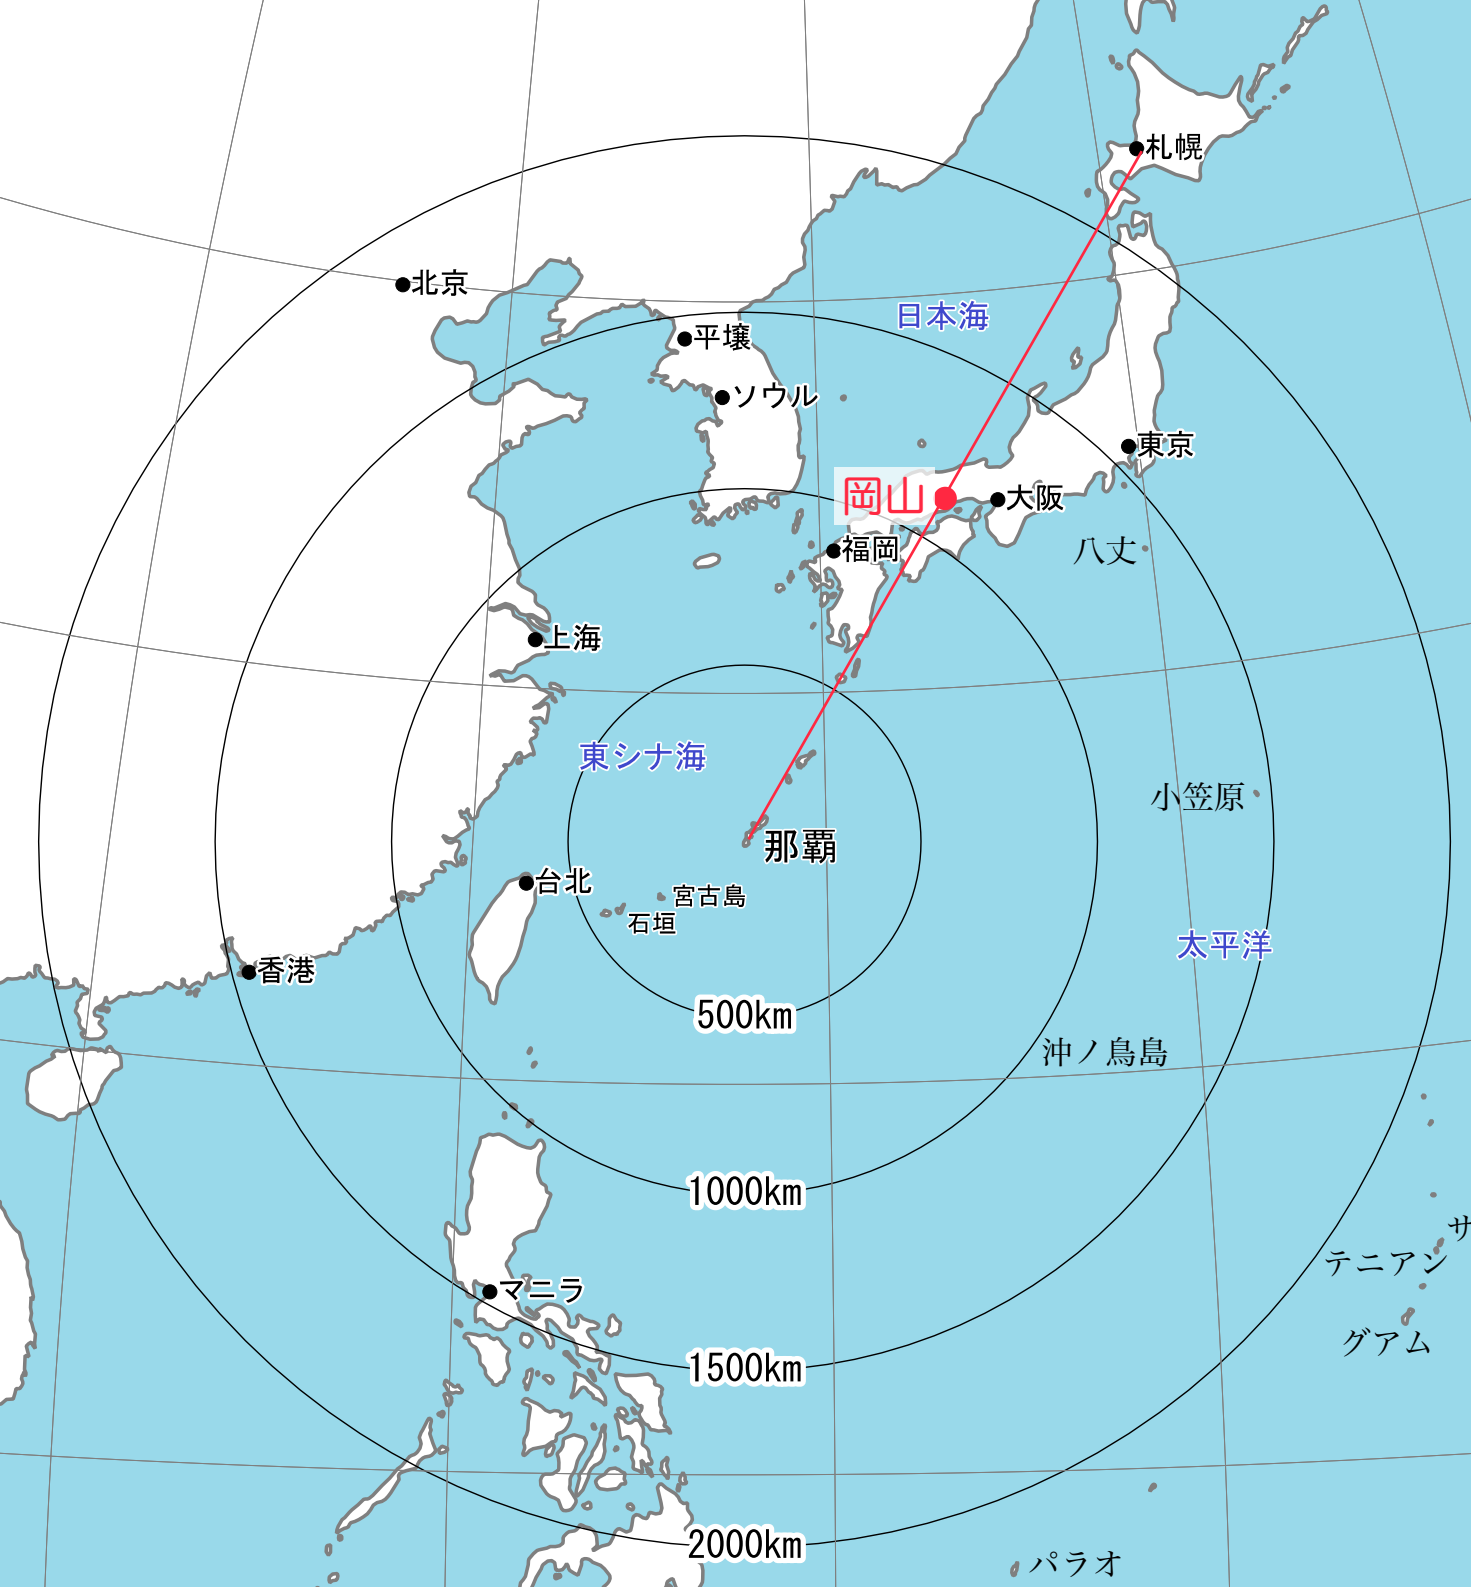 札幌
北京
日本海
平壌
ソウル
東京
岡山
大阪
福岡
八丈
上海
東シナ海
小笠原
那覇
台北
宮古島
石垣
太平洋
香港
500km
沖ノ鳥島
1000km
サ
テニアン
マニラ
グアム
1500km
2000km
パラオ